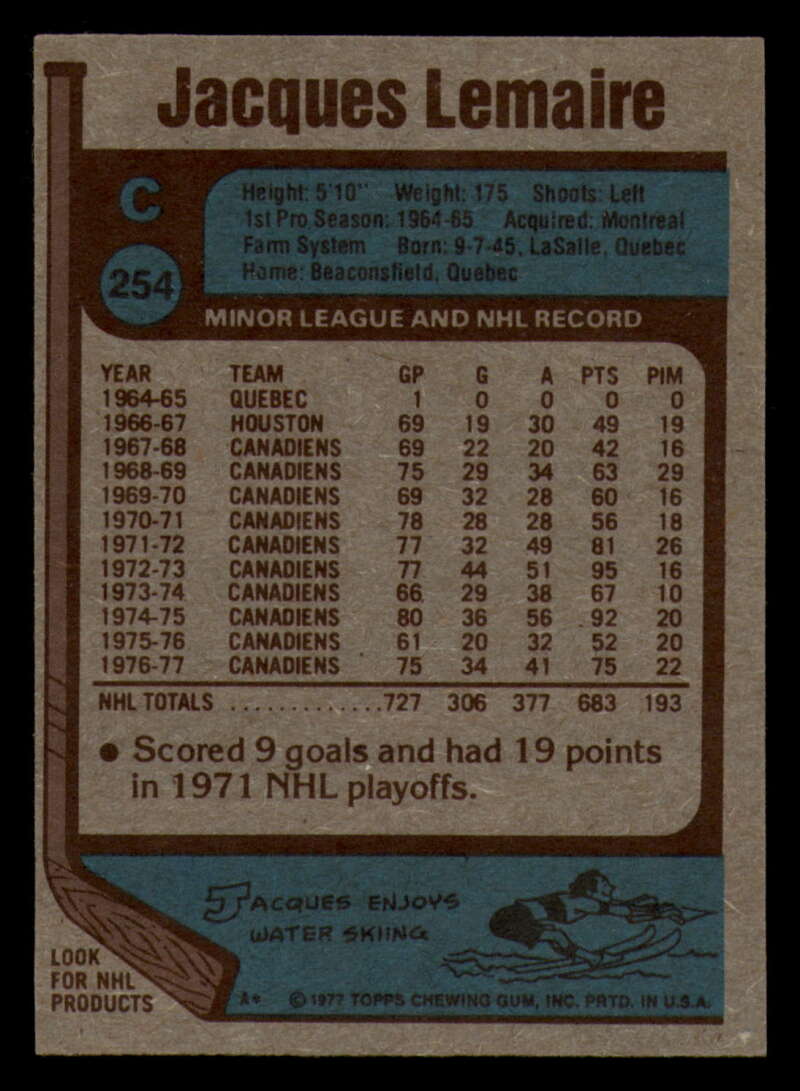 Jacques Lemaire
C
Height: 5'10" Weight: 175 Shoots: Left
1st Pro Season: 1964-65 Acquired: Montreal
Farm System Born: 9-7-45, LaSalle, Quebec
Home: Beaconsfield, Quebec
254
MINOR LEAGUE AND NHL RECORD
YEAR TEAM GP G A PTS PIM
1964-65 QUEBEC 1 0 0 0 0
1966-67 HOUSTON 69 19 30 49 19
1967-68 CANADIENS 69 22 20 42 16
1968-69 CANADIENS 75 29 34 63 29
1969-70 CANADIENS 69 32 28 60 16
1970-71 CANADIENS 78 28 28 56 18
1971-72 CANADIENS 77 32 49 81 26
1972-73 CANADIENS 77 44 51 95 16
1973-74 CANADIENS 66 29 38 67 10
1974-75 CANADIENS 80 36 56 92 20
1975-76 CANADIENS 61 20 32 52 20
1976-77 CANADIENS 75 34 41 75 22
NHL TOTALS .............727 306 377 683 193
• Scored 9 goals and had 19 points
in 1971 NHL playoffs.
JACQUES ENJOYS
WATER SKIING
LOOK
FOR NHL
PRODUCTS
A* © 1977 TOPPS CHEWING GUM, INC. PRTD. IN U.S.A.